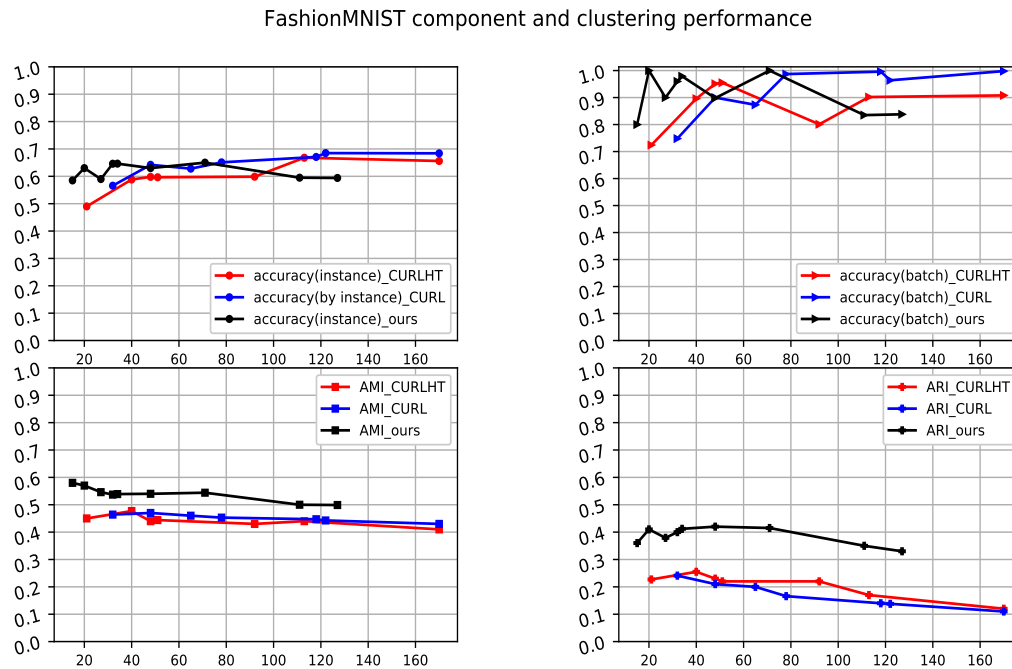 FashionMNIST component and clustering performance
1.0
0.9
0.8
0.7
0.6
0.5
0.4
0.3
0.2
0.1
0.0
accuracy(instance)_CURLHT
accuracy(by instance)_CURL
accuracy(instance)_ours
20 40 60 80 100 120 140 160
1.0
0.9
0.8
0.7
0.6
0.5
0.4
0.3
0.2
0.1
0.0
accuracy(batch)_CURLHT
accuracy(batch)_CURL
accuracy(batch)_ours
20 40 60 80 100 120 140 160
1.0
0.9
0.8
0.7
0.6
0.5
0.4
0.3
0.2
0.1
0.0
AMI_CURLHT
AMI_CURL
AMI_ours
20 40 60 80 100 120 140 160
1.0
0.9
0.8
0.7
0.6
0.5
0.4
0.3
0.2
0.1
0.0
ARI_CURLHT
ARI_CURL
ARI_ours
20 40 60 80 100 120 140 160